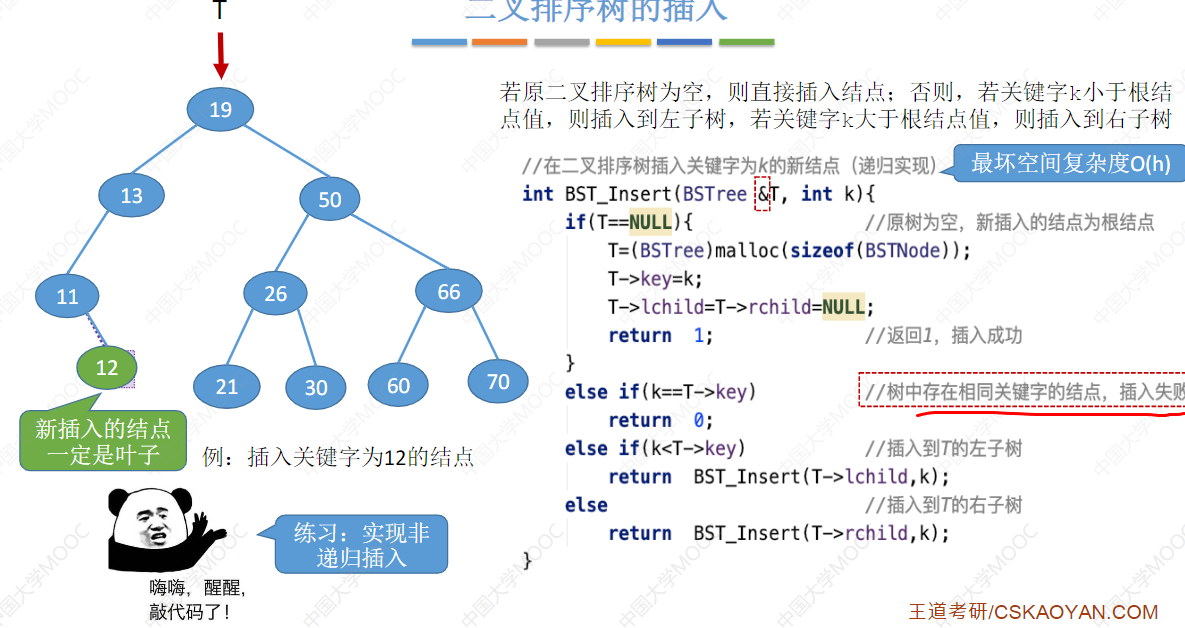 二叉排序树的插入
T
19
13
50
11
26
66
12
21
30
60
70
新插入的结点
一定是叶子
例：插入关键字为12的结点
练习：实现非
递归插入
嗨嗨，醒醒，
敲代码了！
若原二叉排序树为空，则直接插入结点；否则，若关键字k小于根结
点值，则插入到左子树，若关键字k大于根结点值，则插入到右子树
最坏空间复杂度O(h)
//在二叉排序树插入关键字为k的新结点（递归实现）
int BST_Insert(BSTree &T, int k){
if(T==NULL){ //原树为空，新插入的结点为根结点
T=(BSTree)malloc(sizeof(BSTNode));
T->key=k;
T->lchild=T->rchild=NULL;
return 1; //返回1，插入成功
}
else if(k==T->key) //树中存在相同关键字的结点，插入失败
return 0;
else if(k<T->key) //插入到T的左子树
return BST_Insert(T->lchild,k);
else //插入到T的右子树
return BST_Insert(T->rchild,k);
}
王道考研/CSKAOYAN.COM
中国大学MOOC